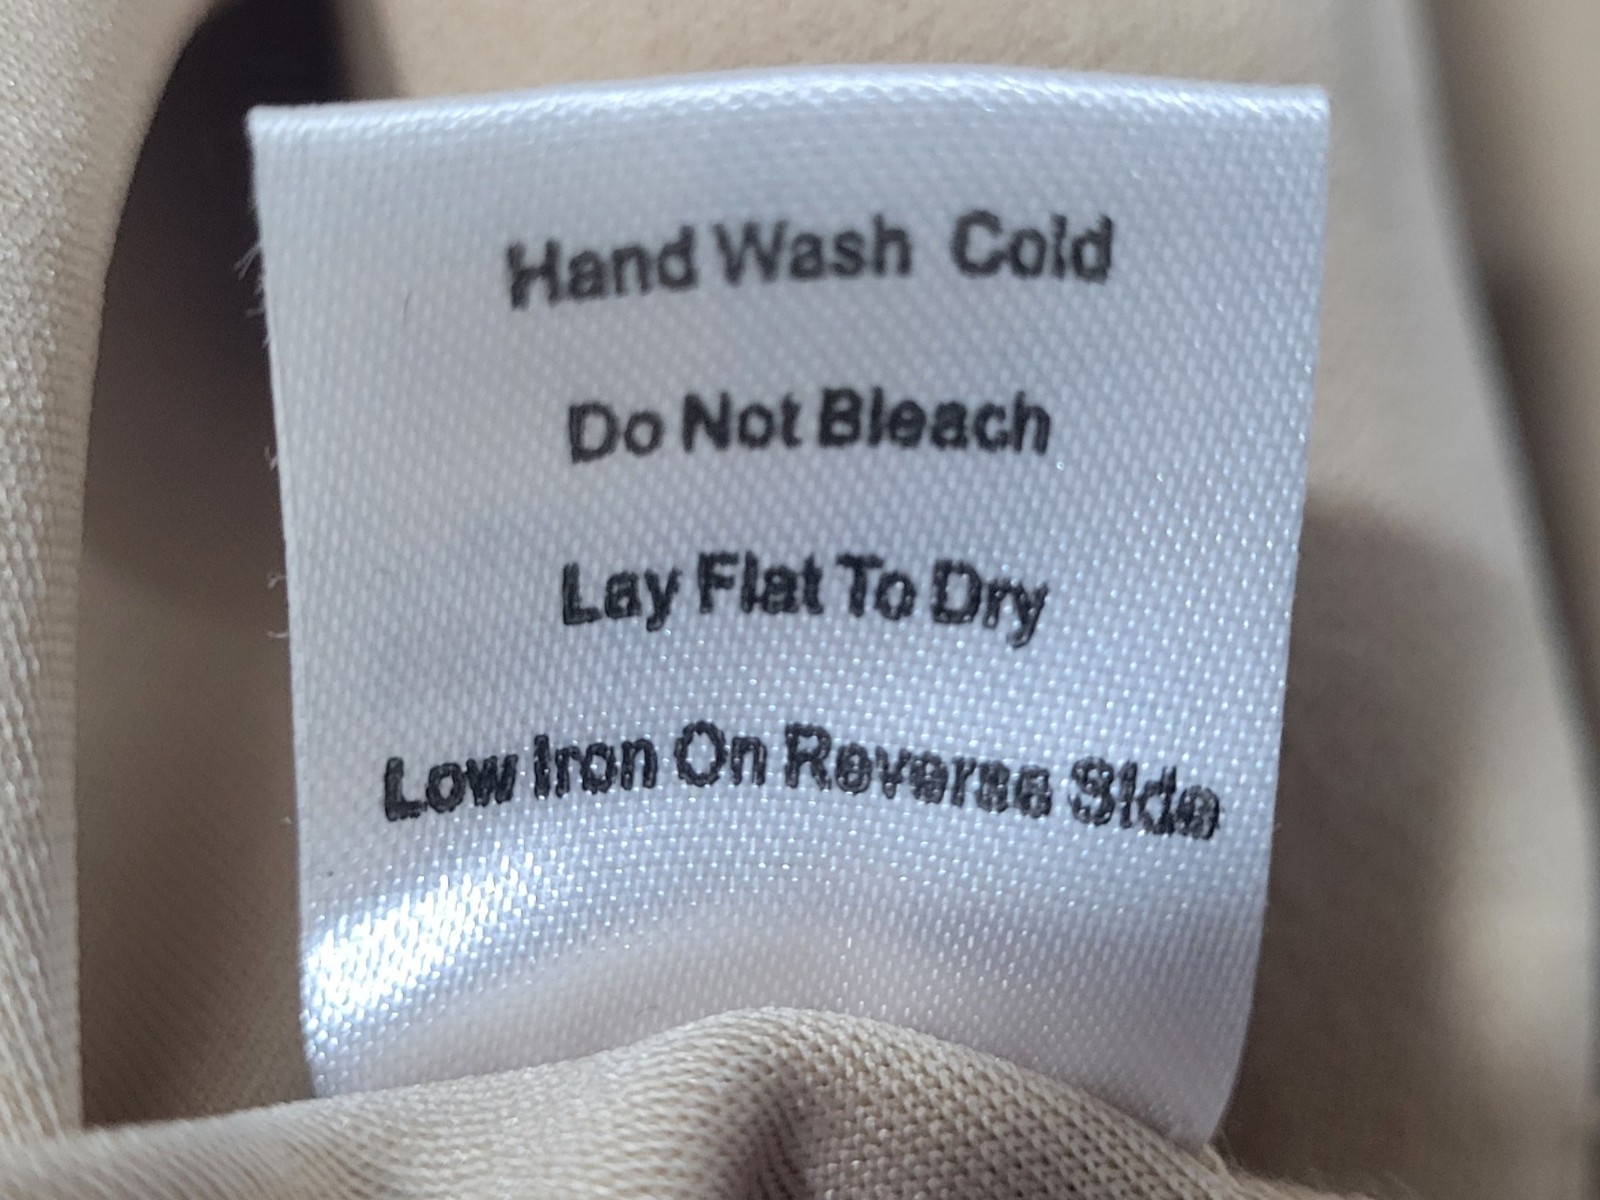 Hand Wash Cold
Do Not Bleach
Lay Flat To Dry
Low Iron On Reverse Side